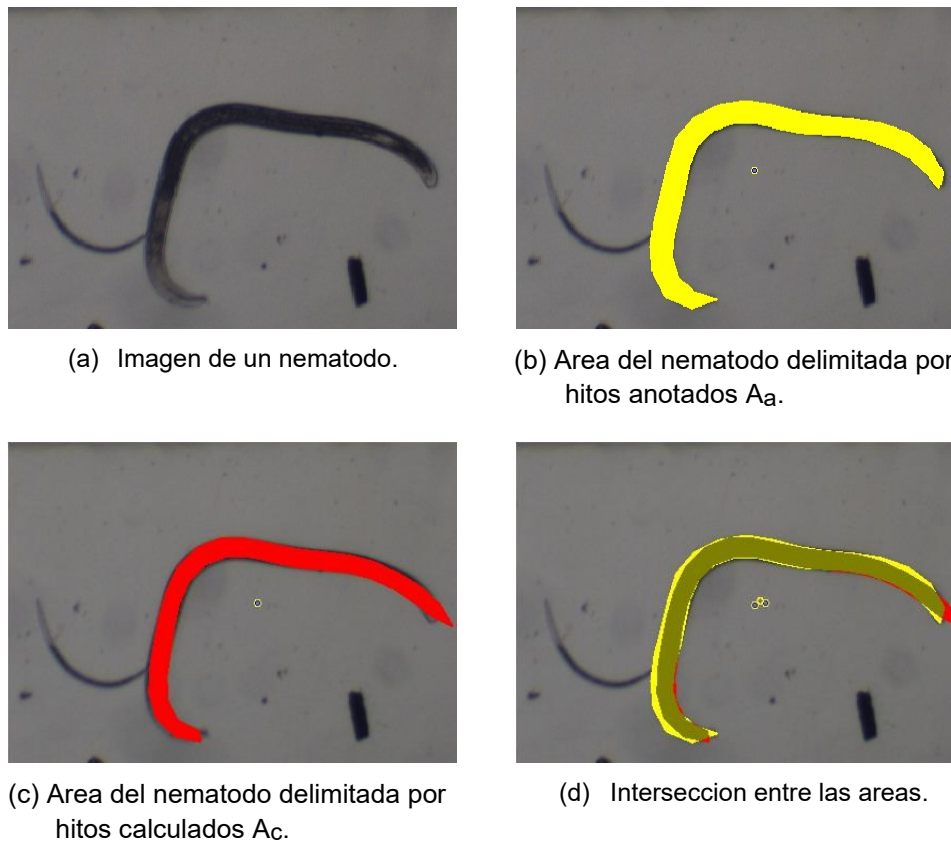 (a) Imagen de un nematodo.
(b) Area del nematodo delimitada por
hitos anotados Aa.
(c) Area del nematodo delimitada por
hitos calculados Ac.
(d) Interseccion entre las areas.